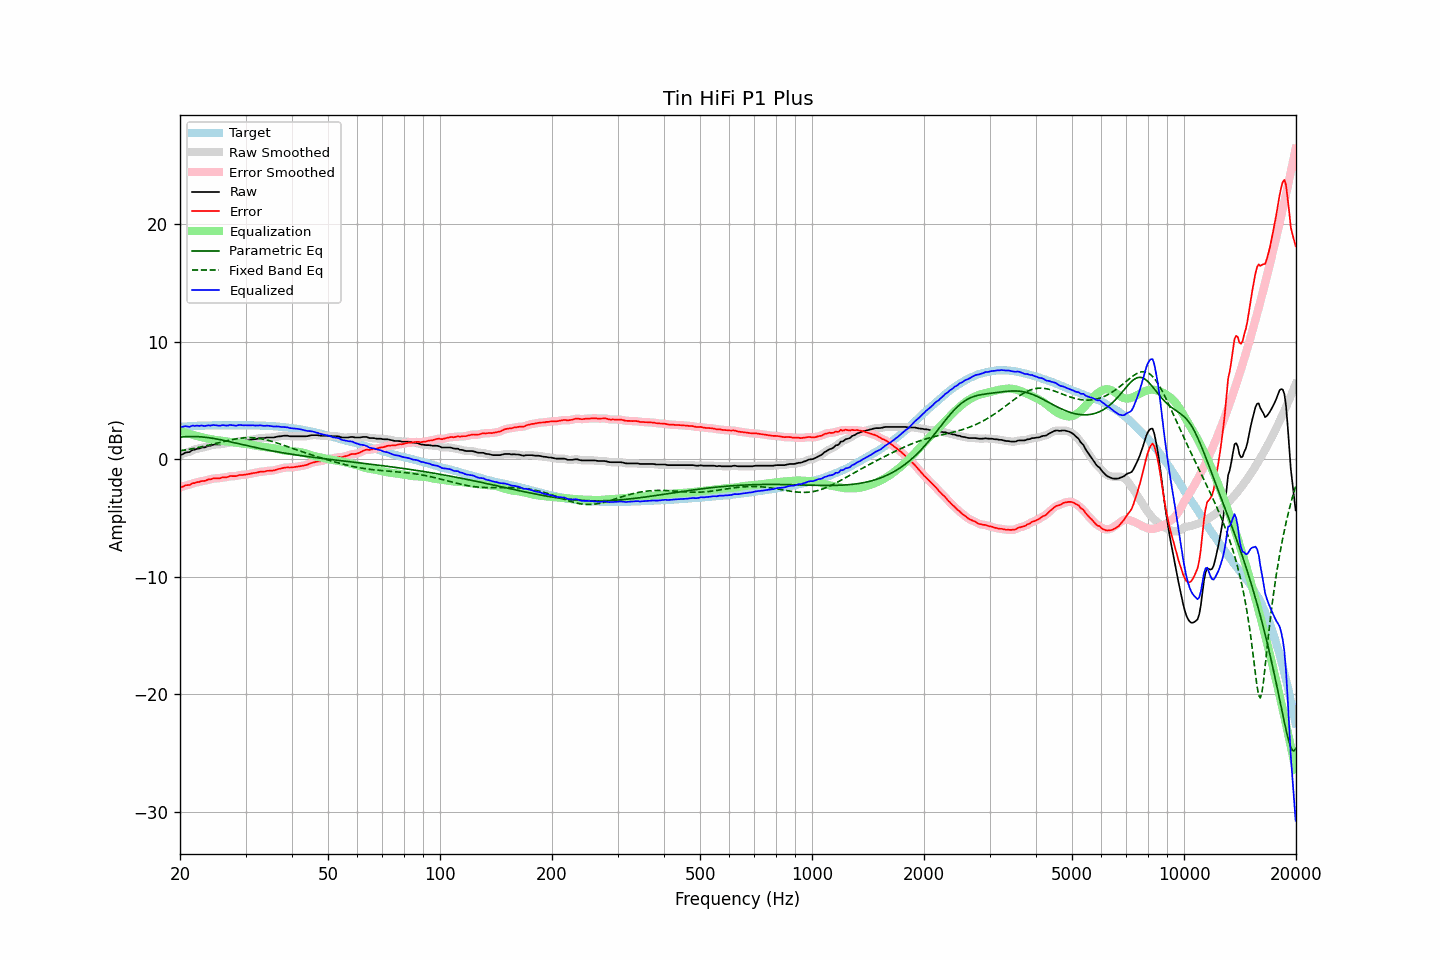 Tin HiFi P1 Plus
Target
Raw Smoothed
Error Smoothed
Raw
Error
Equalization
Parametric Eq
Fixed Band Eq
Equalized
Amplitude (dBr)
20
10
0
−10
−20
−30
20
50
100
200
500
1000
2000
5000
10000
20000
Frequency (Hz)